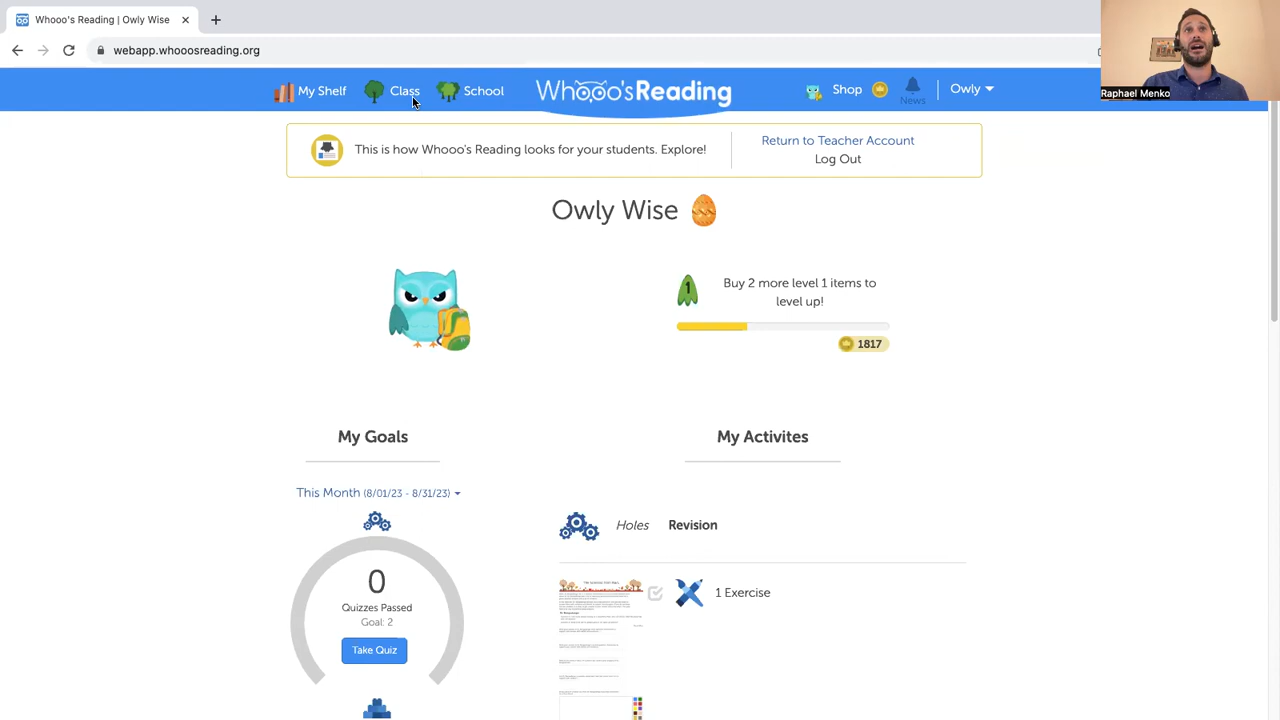 Whooo's Reading | Owly Wise
webapp.whooosreading.org
My Shelf Class School Whooo'sReading Shop News Owly
Raphael Menko
This is how Whooo's Reading looks for your students. Explore! Return to Teacher Account
Log Out
Owly Wise
1 Buy 2 more level 1 items to
level up!
1817
My Goals My Activites
This Month (8/01/23 - 8/31/23)
Holes Revision
0
Quizzes Passed
Goal: 2
Take Quiz
1 Exercise